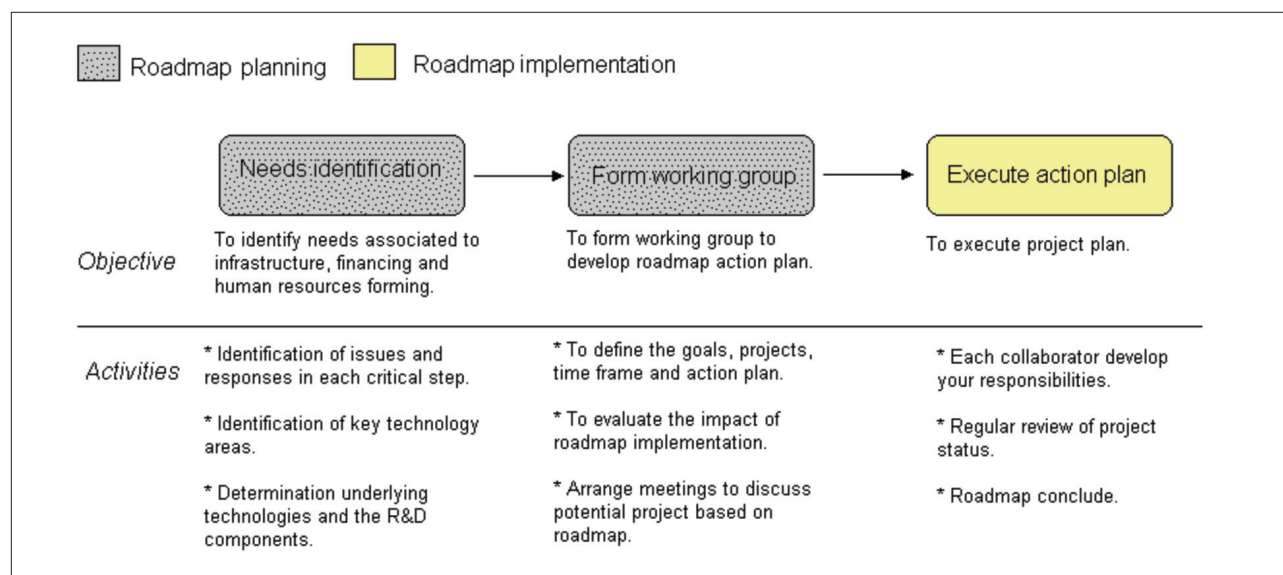 Roadmap planning
Roadmap implementation
Needs identification
Form working group
Execute action plan
Objective
To identify needs associated to
infrastructure, financing and
human resources forming.
To form working group to
develop roadmap action plan.
To execute project plan.
Activities
* Identification of issues and
responses in each critical step.
* Identification of key technology
areas.
* Determination underlying
technologies and the R&D
components.
* To define the goals, projects,
time frame and action plan.
* To evaluate the impact of
roadmap implementation.
* Arrange meetings to discuss
potential project based on
roadmap.
* Each collaborator develop
your responsibilities.
* Regular review of project
status.
* Roadmap conclude.